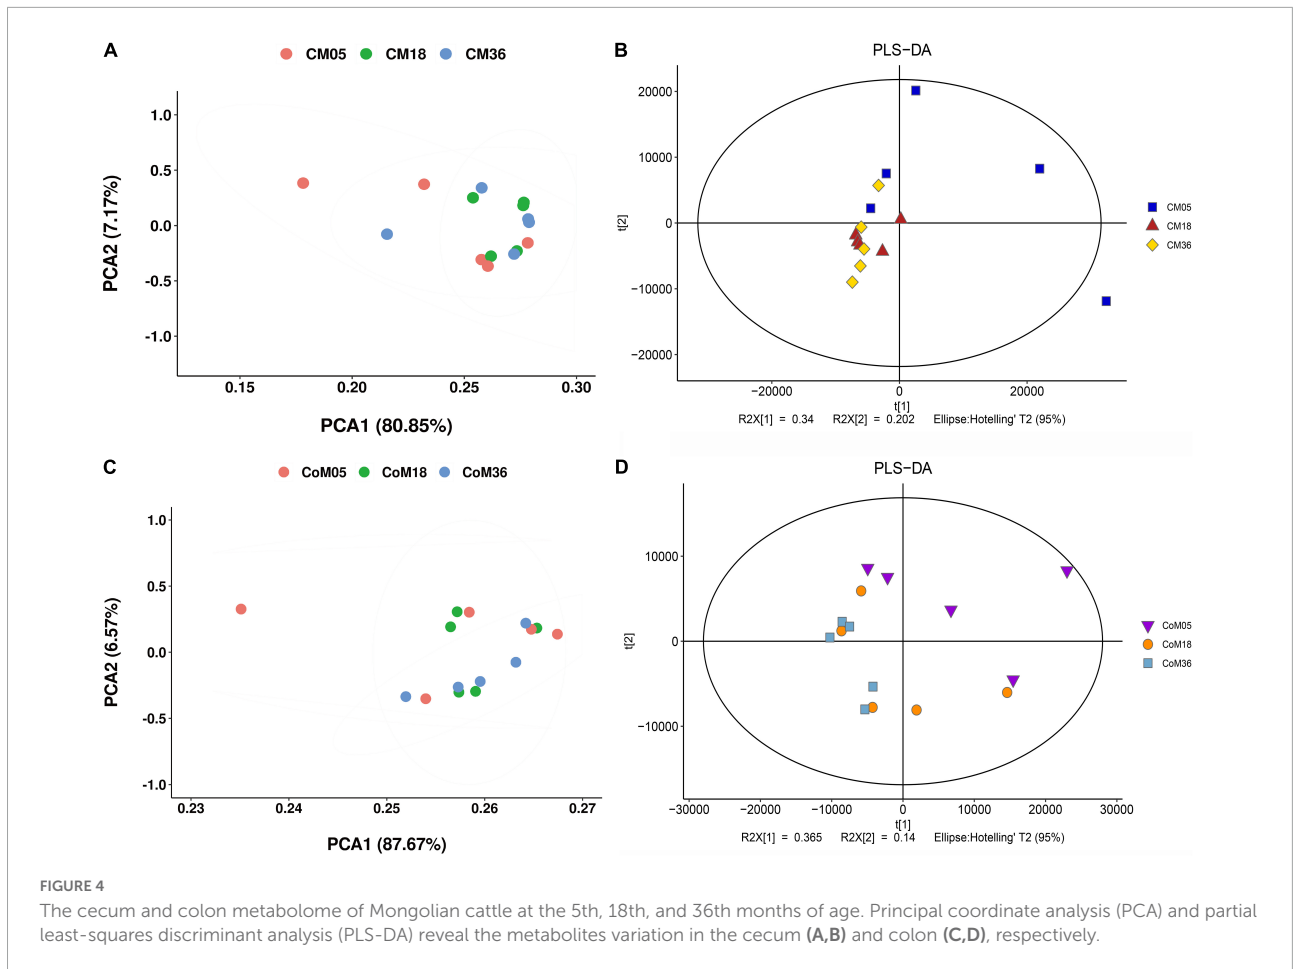 A
CM05 CM18 CM36
1.0
0.5
0.0
-0.5
-1.0
PCA2 (7.17%)
0.15 0.20 0.25 0.30
PCA1 (80.85%)
B
PLS−DA
20000
10000
0
−10000
−20000
t[2]
−20000 0 20000
t[1]
R2X[1] = 0.34 R2X[2] = 0.202 Ellipse:Hotelling' T2 (95%)
CM05
CM18
CM36
C
CoM05 CoM18 CoM36
1.0
0.5
0.0
-0.5
-1.0
PCA2 (6.57%)
0.23 0.24 0.25 0.26 0.27
PCA1 (87.67%)
D
PLS−DA
10000
0
−10000
t[2]
−30000 −20000 −10000 0 10000 20000 30000
t[1]
R2X[1] = 0.365 R2X[2] = 0.14 Ellipse:Hotelling' T2 (95%)
CoM05
CoM18
CoM36
FIGURE 4
The cecum and colon metabolome of Mongolian cattle at the 5th, 18th, and 36th months of age. Principal coordinate analysis (PCA) and partial
least-squares discriminant analysis (PLS-DA) reveal the metabolites variation in the cecum (A,B) and colon (C,D), respectively.